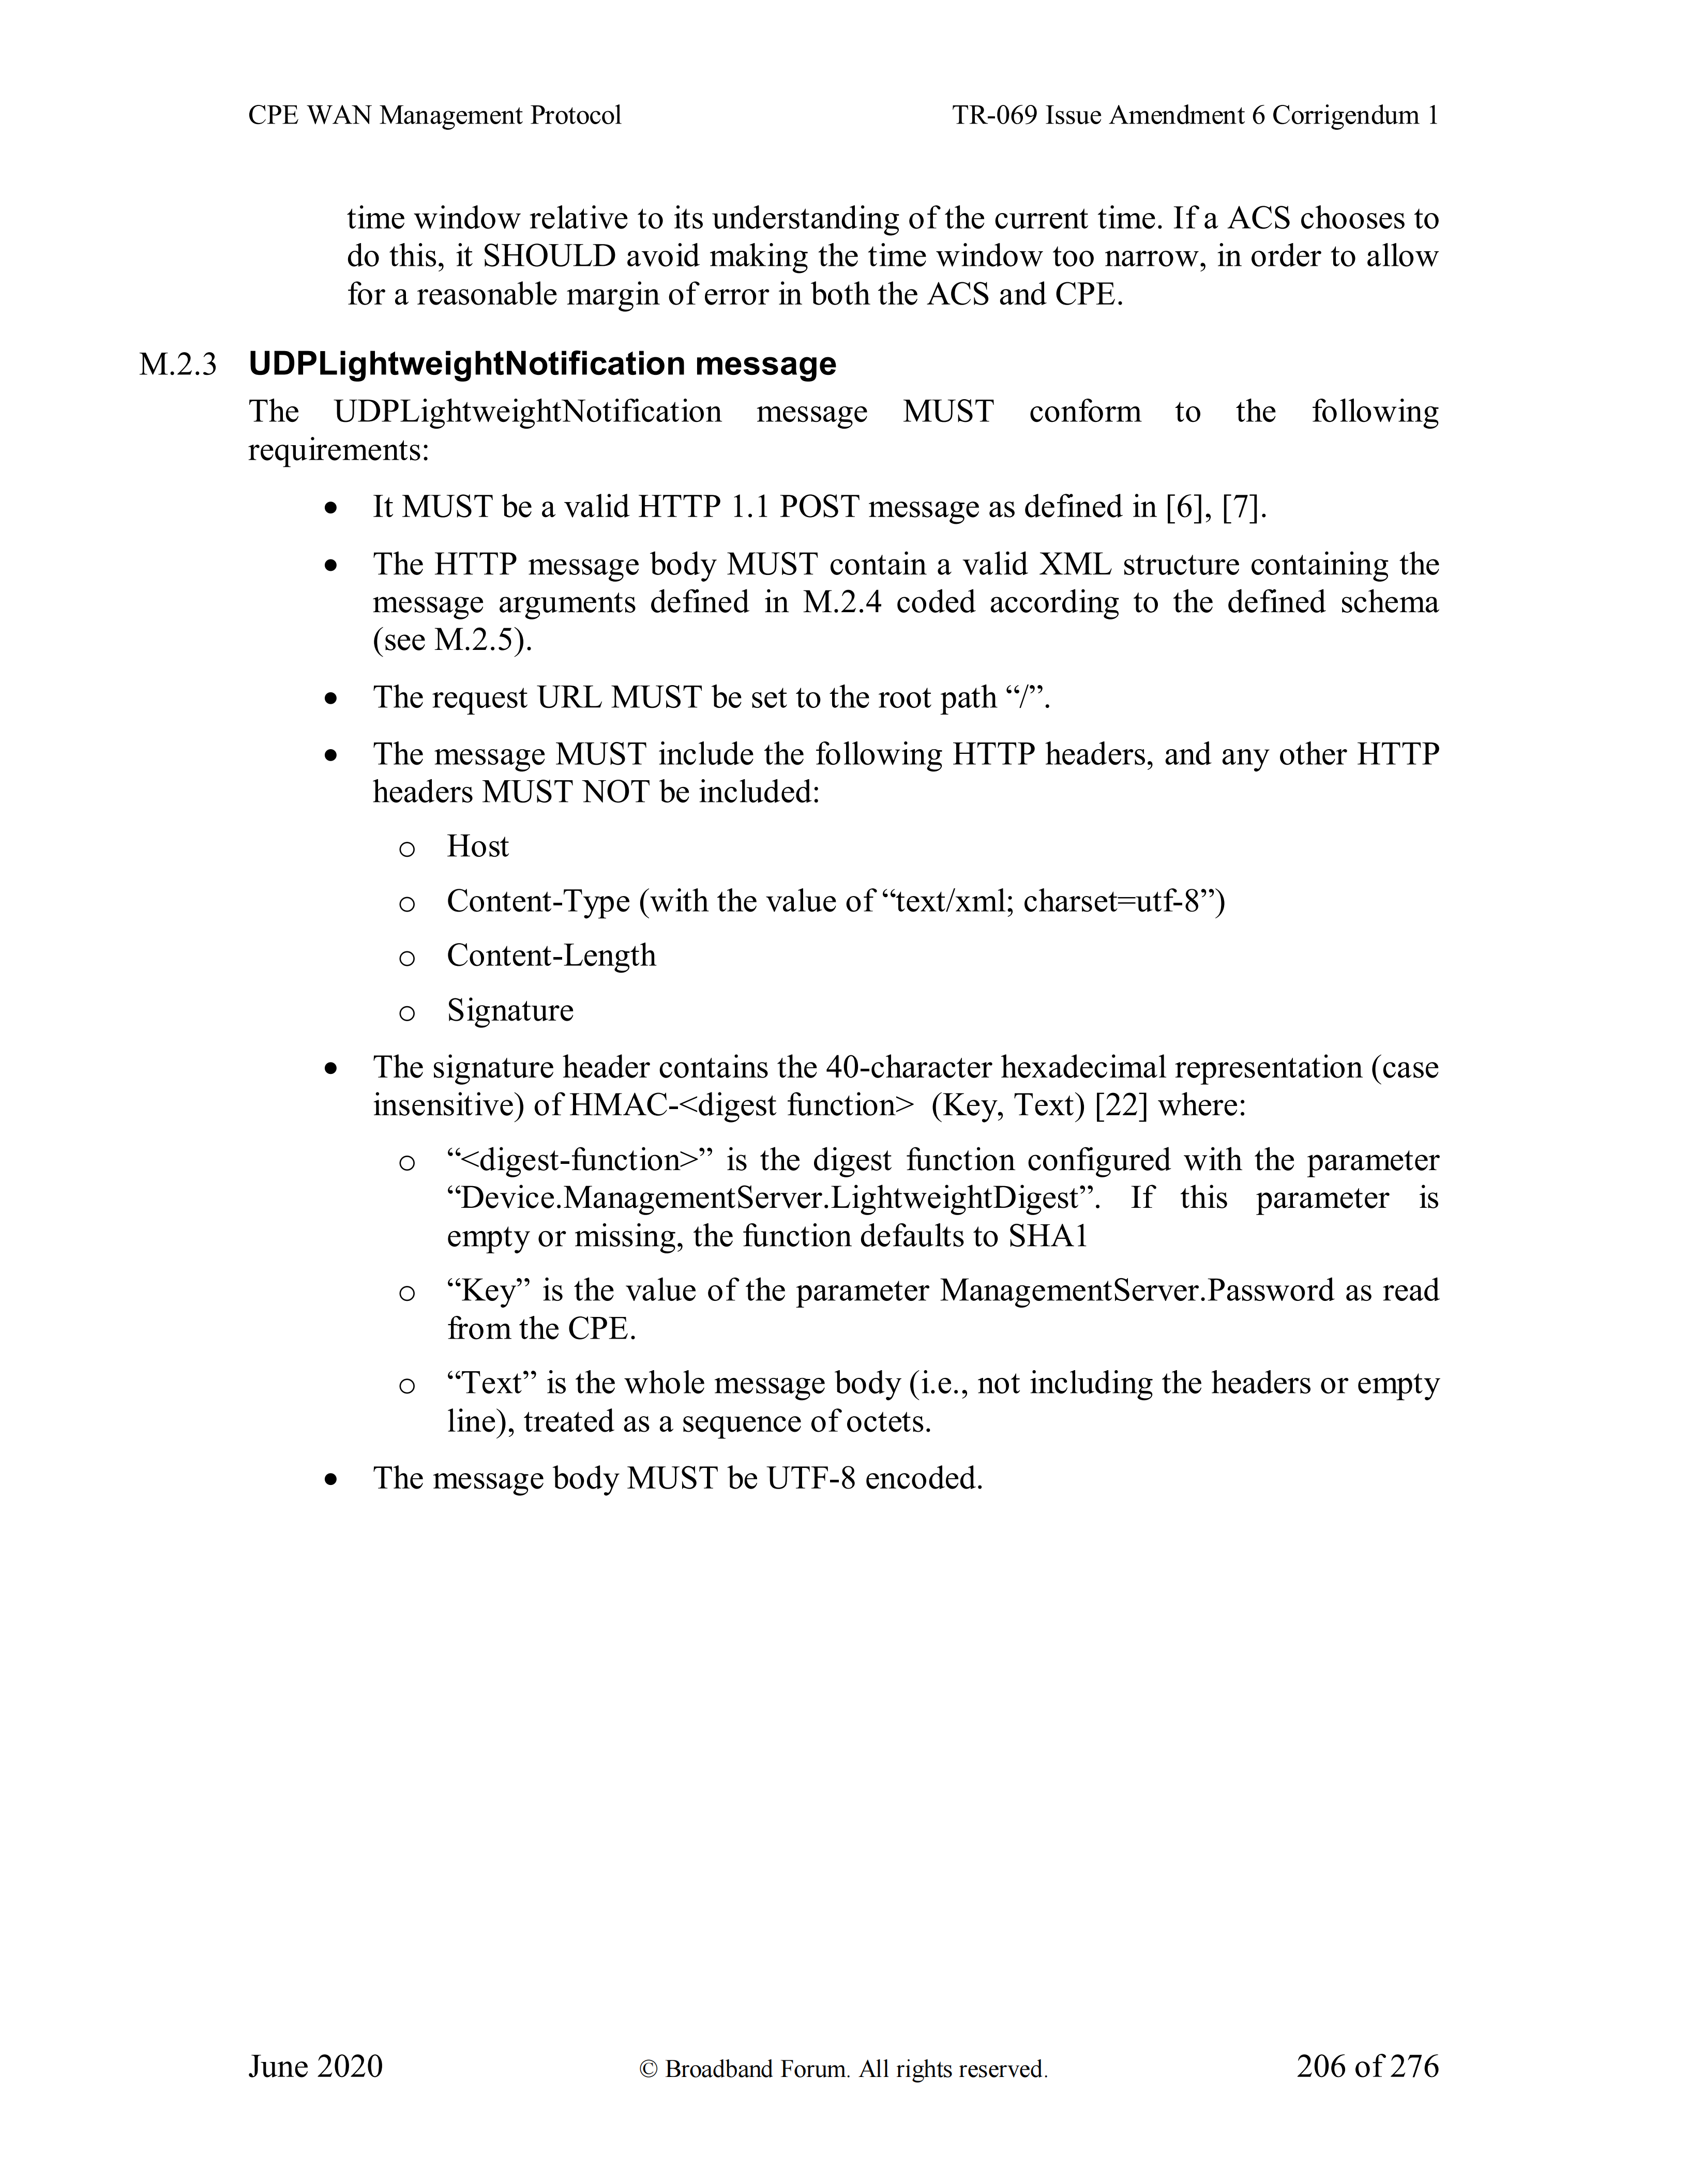 CPE WAN Management Protocol TR-069 Issue Amendment 6 Corrigendum 1
time window relative to its understanding of the current time. If a ACS chooses to
do this, it SHOULD avoid making the time window too narrow, in order to allow
for a reasonable margin of error in both the ACS and CPE.
M.2.3 UDPLightweightNotification message
The UDPLightweightNotification message MUST conform to the following
requirements:
• It MUST be a valid HTTP 1.1 POST message as defined in [6], [7].
• The HTTP message body MUST contain a valid XML structure containing the
message arguments defined in M.2.4 coded according to the defined schema
(see M.2.5).
• The request URL MUST be set to the root path “/”.
• The message MUST include the following HTTP headers, and any other HTTP
headers MUST NOT be included:
o Host
o Content-Type (with the value of “text/xml; charset=utf-8”)
o Content-Length
o Signature
• The signature header contains the 40-character hexadecimal representation (case
insensitive) of HMAC-<digest function> (Key, Text) [22] where:
o “<digest-function>” is the digest function configured with the parameter
“Device.ManagementServer.LightweightDigest”. If this parameter is
empty or missing, the function defaults to SHA1
o “Key” is the value of the parameter ManagementServer.Password as read
from the CPE.
o “Text” is the whole message body (i.e., not including the headers or empty
line), treated as a sequence of octets.
• The message body MUST be UTF-8 encoded.
June 2020 © Broadband Forum. All rights reserved. 206 of 276